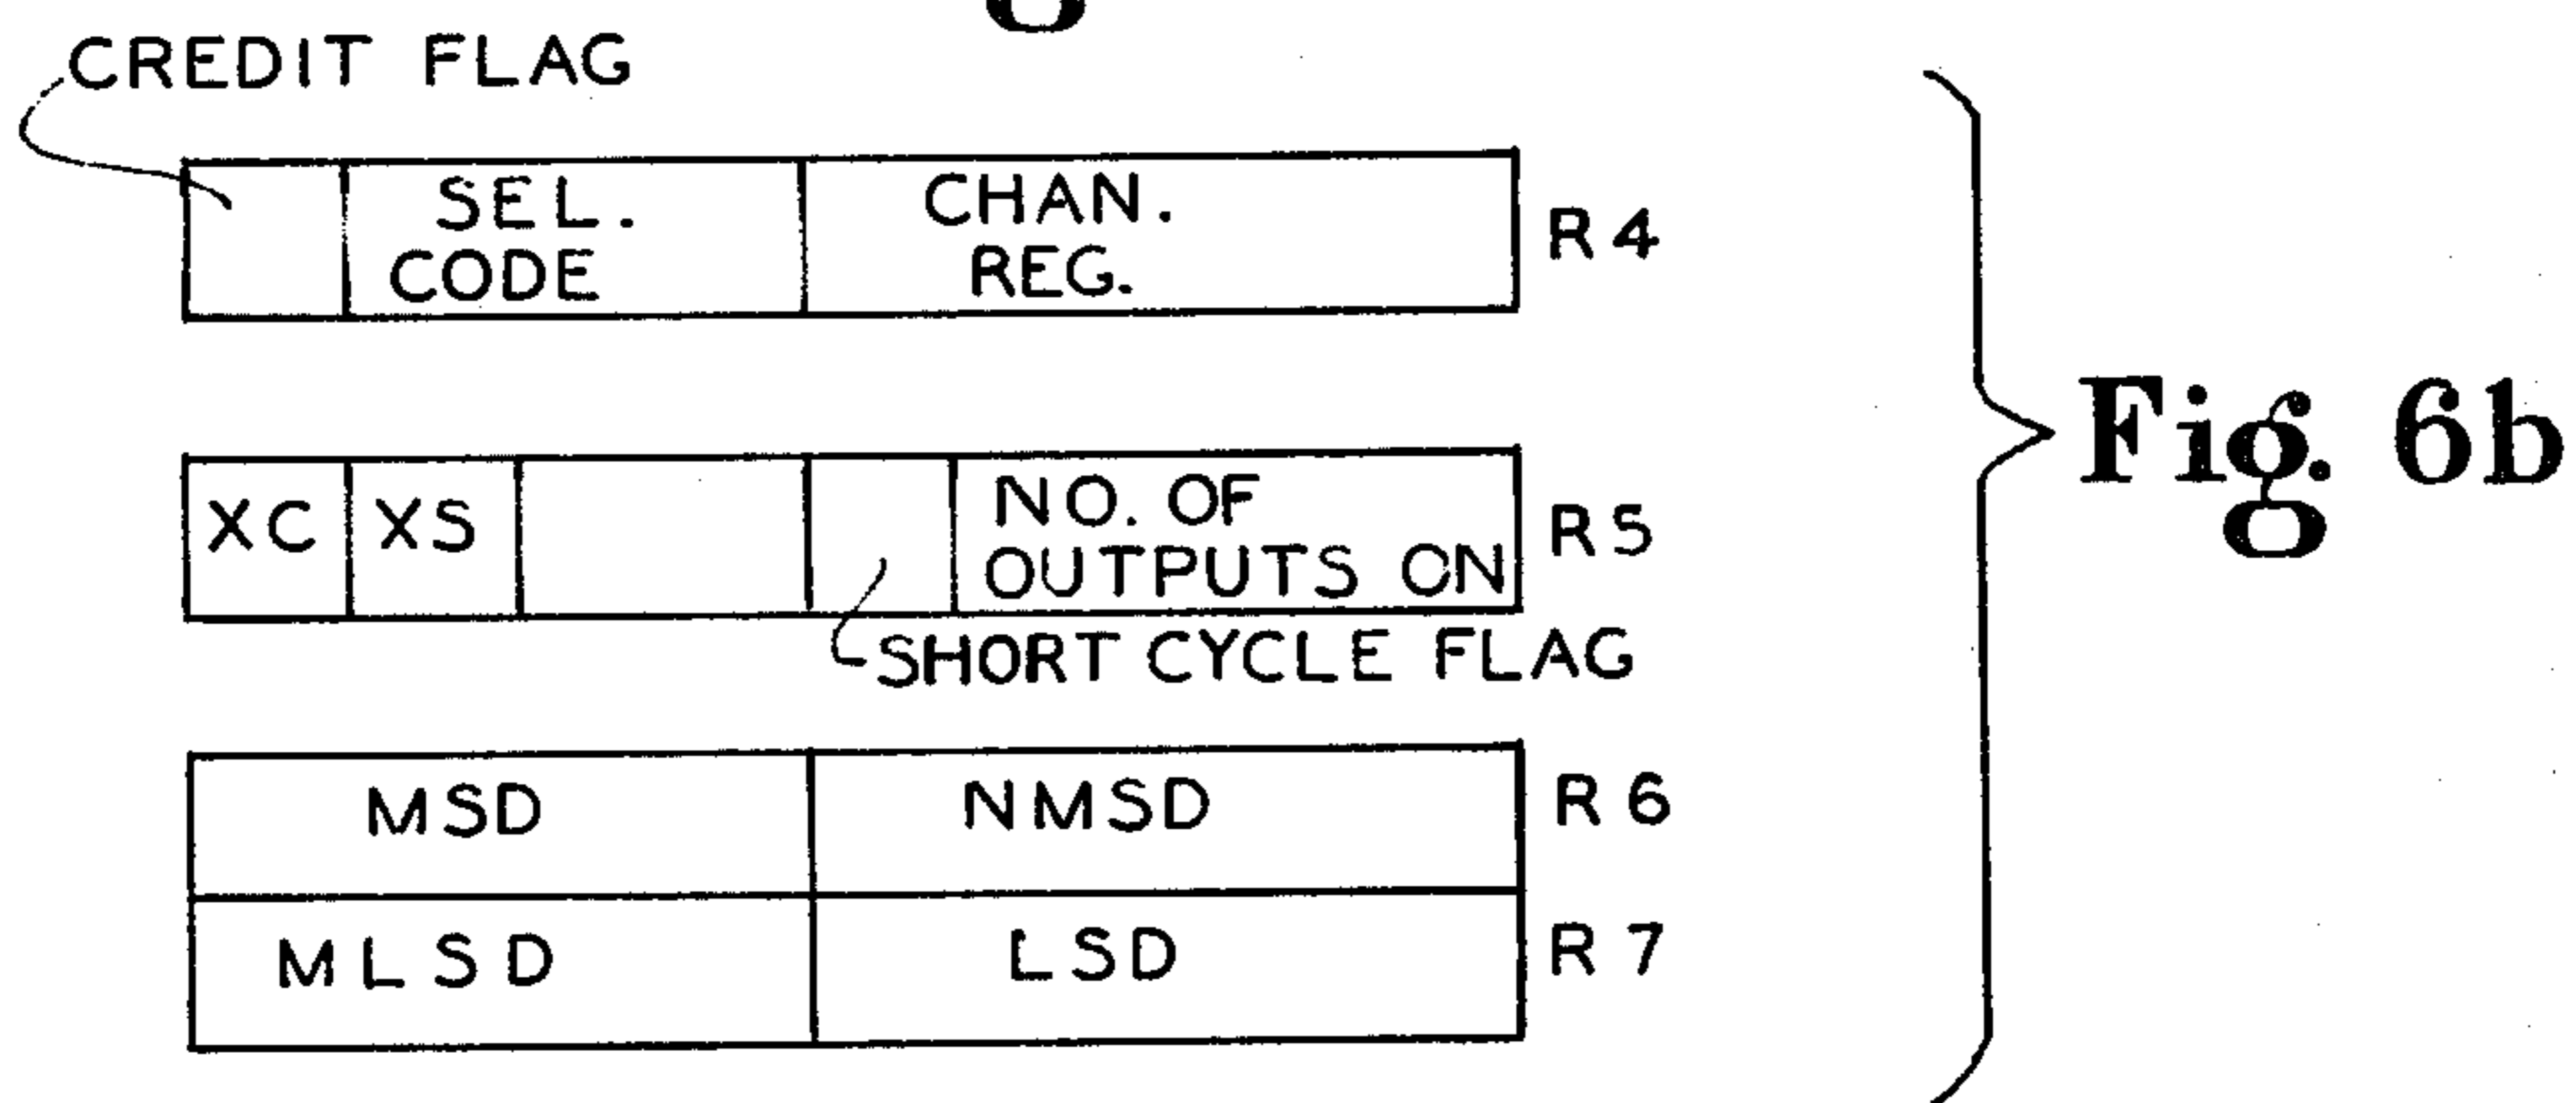 CREDIT FLAG
SEL.
CODE
CHAN.
REG.
R4
XC
XS
NO. OF
OUTPUTS ON
R5
SHORT CYCLE FLAG
MSD
NMSD
R6
MLSD
LSD
R7
Fig. 6b